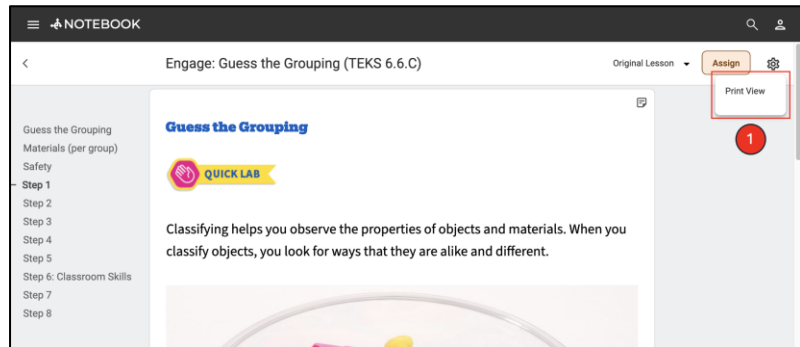 NOTEBOOK
Engage: Guess the Grouping (TEKS 6.6.C)
Original Lesson
Assign
Print View
1
Guess the Grouping
Materials (per group)
Safety
Step 1
Step 2
Step 3
Step 4
Step 5
Step 6: Classroom Skills
Step 7
Step 8
Guess the Grouping
QUICK LAB
Classifying helps you observe the properties of objects and materials. When you
classify objects, you look for ways that they are alike and different.